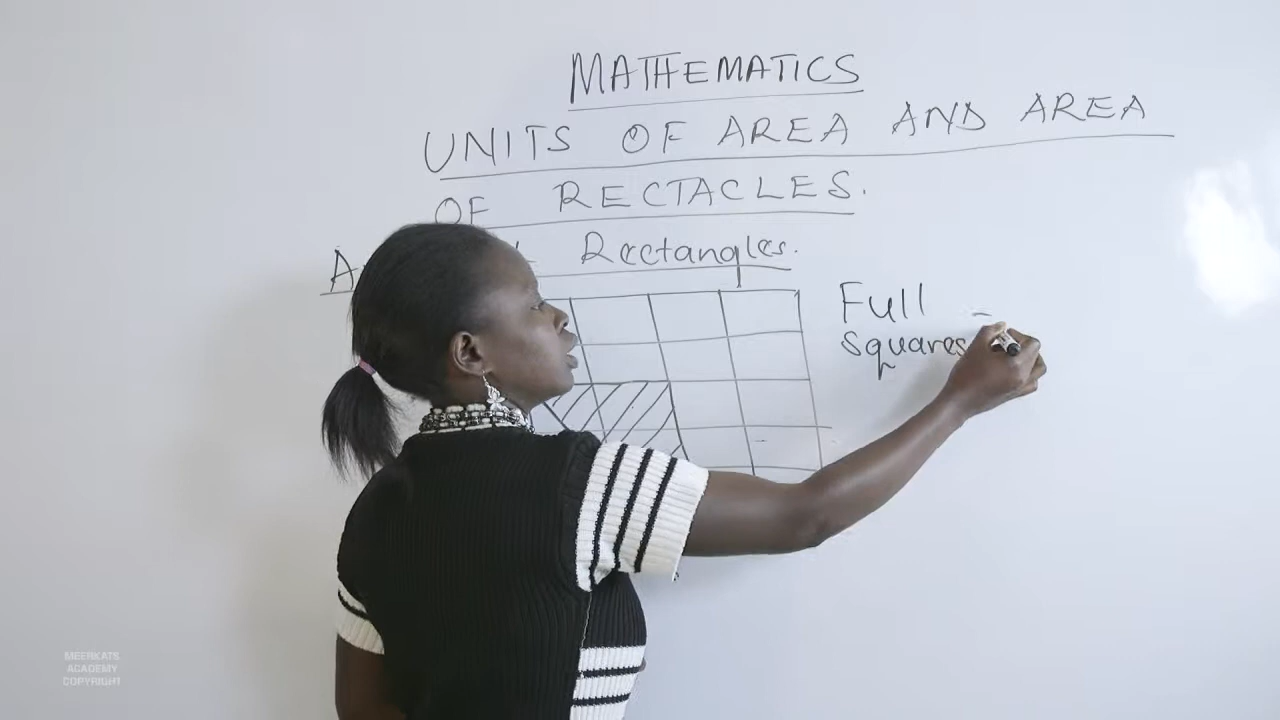 MATHEMATICS
UNITS OF AREA AND AREA
OF RECTACLES.
Rectangles.
Full =
squares
MEERKATS
ACADEMY
COPYRIGHT